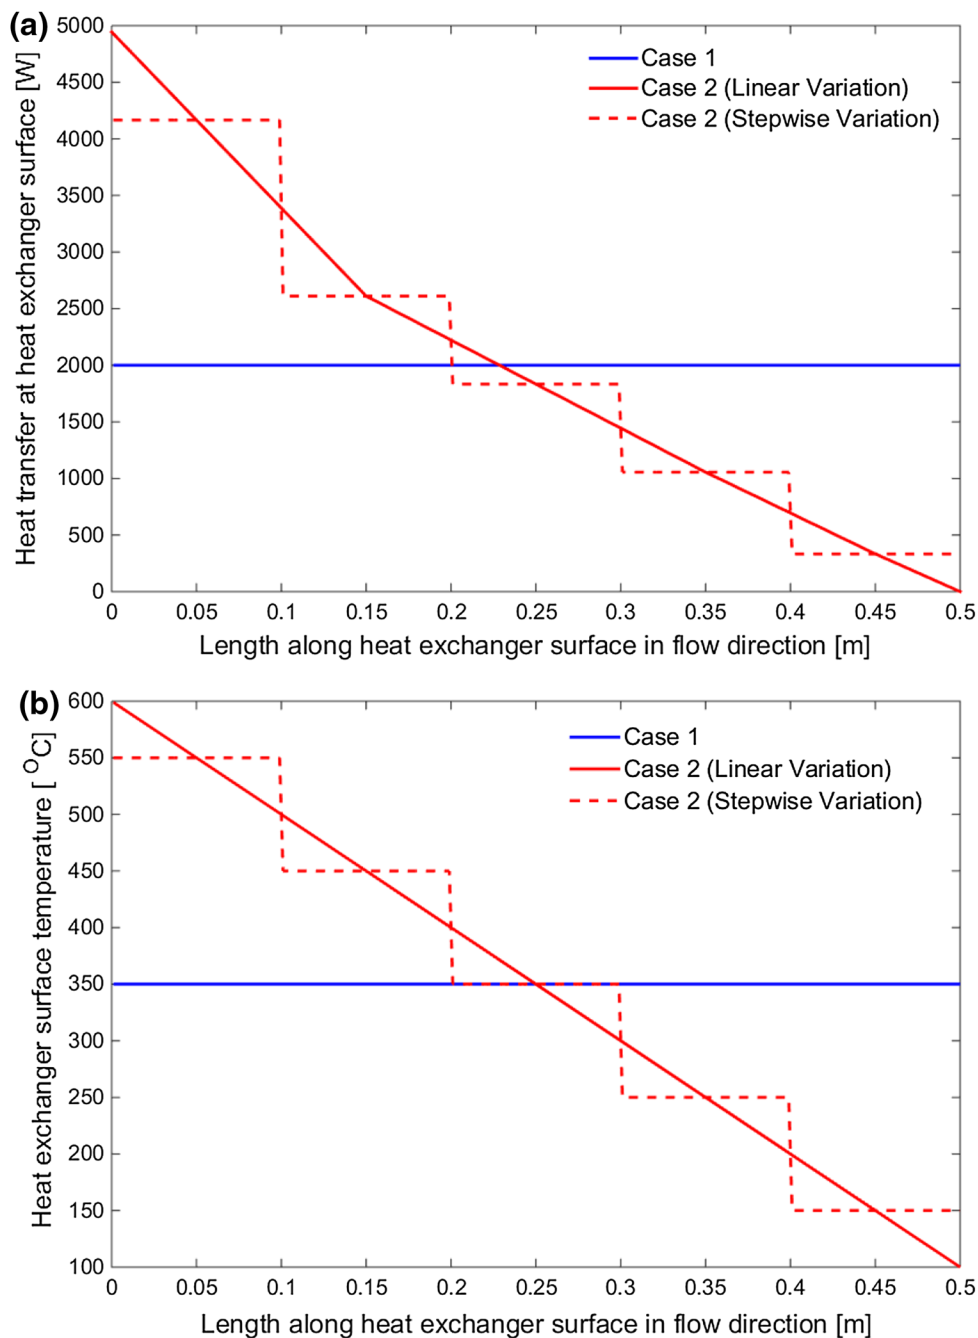 (a)
Heat transfer at heat exchanger surface [W]
5000
4500
4000
3500
3000
2500
2000
1500
1000
500
0
Case 1
Case 2 (Linear Variation)
Case 2 (Stepwise Variation)
0 0.05 0.1 0.15 0.2 0.25 0.3 0.35 0.4 0.45 0.5
Length along heat exchanger surface in flow direction [m]
(b)
Heat exchanger surface temperature [ OC]
600
550
500
450
400
350
300
250
200
150
100
Case 1
Case 2 (Linear Variation)
Case 2 (Stepwise Variation)
0 0.05 0.1 0.15 0.2 0.25 0.3 0.35 0.4 0.45 0.5
Length along heat exchanger surface in flow direction [m]